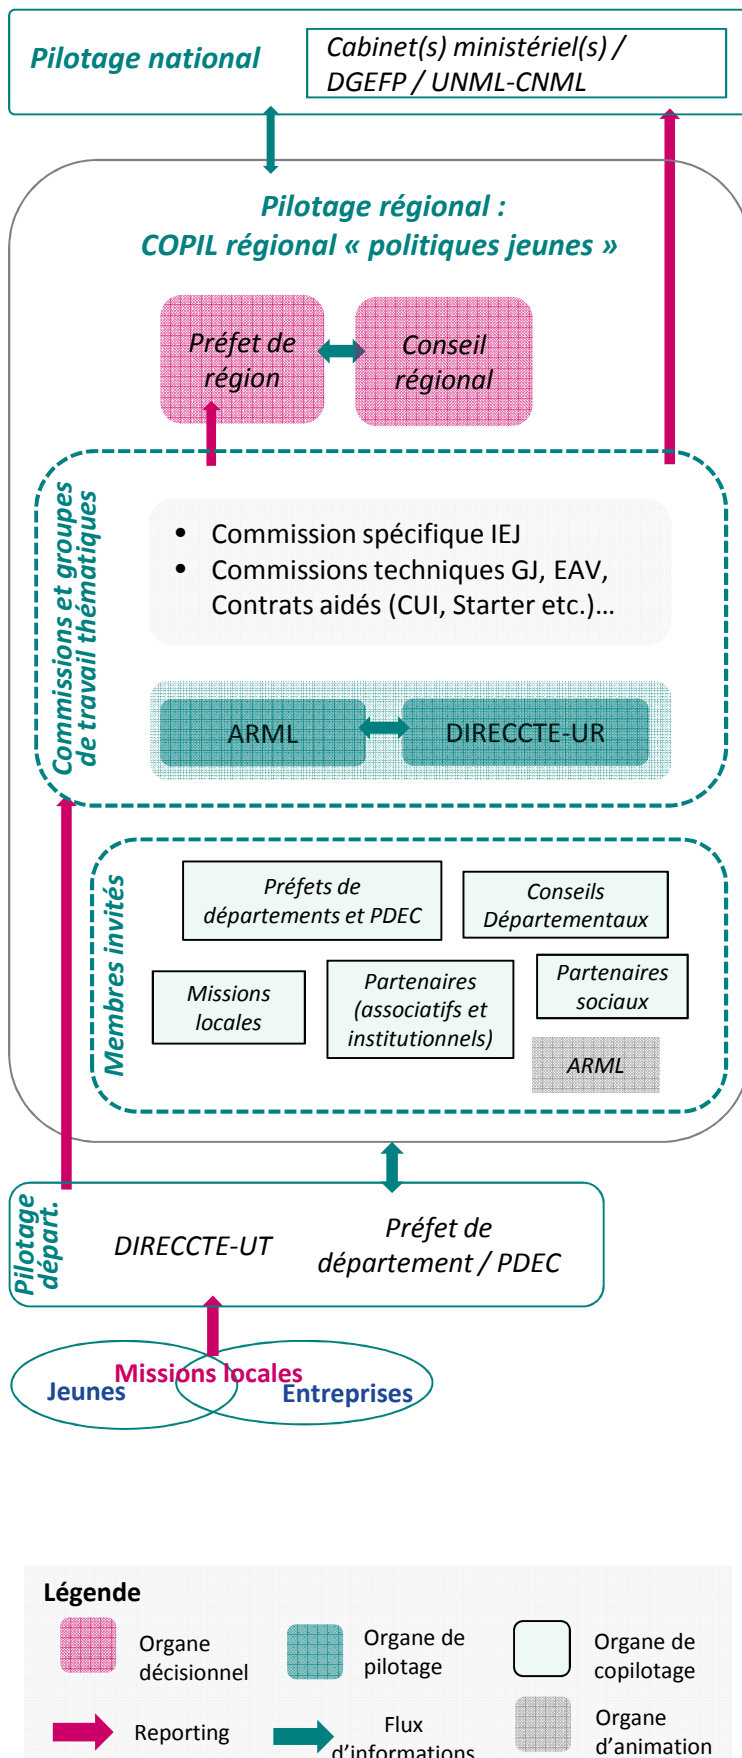 Pilotage national
Cabinet(s) ministériel(s) /
DGEFP / UNML-CNML
Pilotage régional :
COPIL régional « politiques jeunes »
Préfet de
région
Conseil
régional
Commissions et groupes
de travail thématiques
• Commission spécifique IEJ
• Commissions techniques GJ, EAV,
Contrats aidés (CUI, Starter etc.)...
ARML
DIRECCTE-UR
Membres invités
Préfets de
départements et PDEC
Conseils
Départementaux
Missions
locales
Partenaires
(associatifs et
institutionnels)
Partenaires
sociaux
ARML
Pilotage
départ.
DIRECCTE-UT
Préfet de
département / PDEC
Missions locales
Jeunes
Entreprises
Légende
Organe
décisionnel
Organe de
pilotage
Organe de
copilotage
Reporting
Flux
d'informations
Organe
d'animation